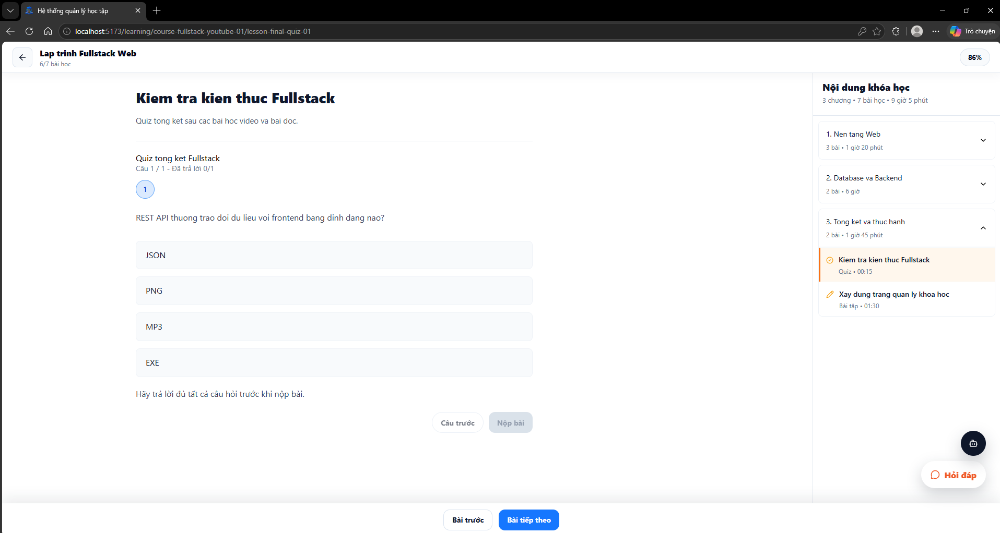 Hệ thống quản lý học tập
localhost:5173/learning/course-fullstack-youtube-01/lesson-final-quiz-01
Trò chuyện
Lap trinh Fullstack Web
6/7 bài học
86%
Kiem tra kien thuc Fullstack
Quiz tong ket sau cac bai hoc video va bai doc.
Quiz tong ket Fullstack
Câu 1 / 1 - Đã trả lời 0/1
1
REST API thuong trao doi du lieu voi frontend bang dinh dang nao?
JSON
PNG
MP3
EXE
Hãy trả lời đủ tất cả câu hỏi trước khi nộp bài.
Câu trước
Nộp bài
Nội dung khóa học
3 chương • 7 bài học • 9 giờ 5 phút
1. Nen tang Web
3 bài • 1 giờ 20 phút
2. Database va Backend
2 bài • 6 giờ
3. Tong ket va thuc hanh
2 bài • 1 giờ 45 phút
Kiem tra kien thuc Fullstack
Quiz • 00:15
Xay dung trang quan ly khoa hoc
Bài tập • 01:30
Hỏi đáp
Bài trước
Bài tiếp theo